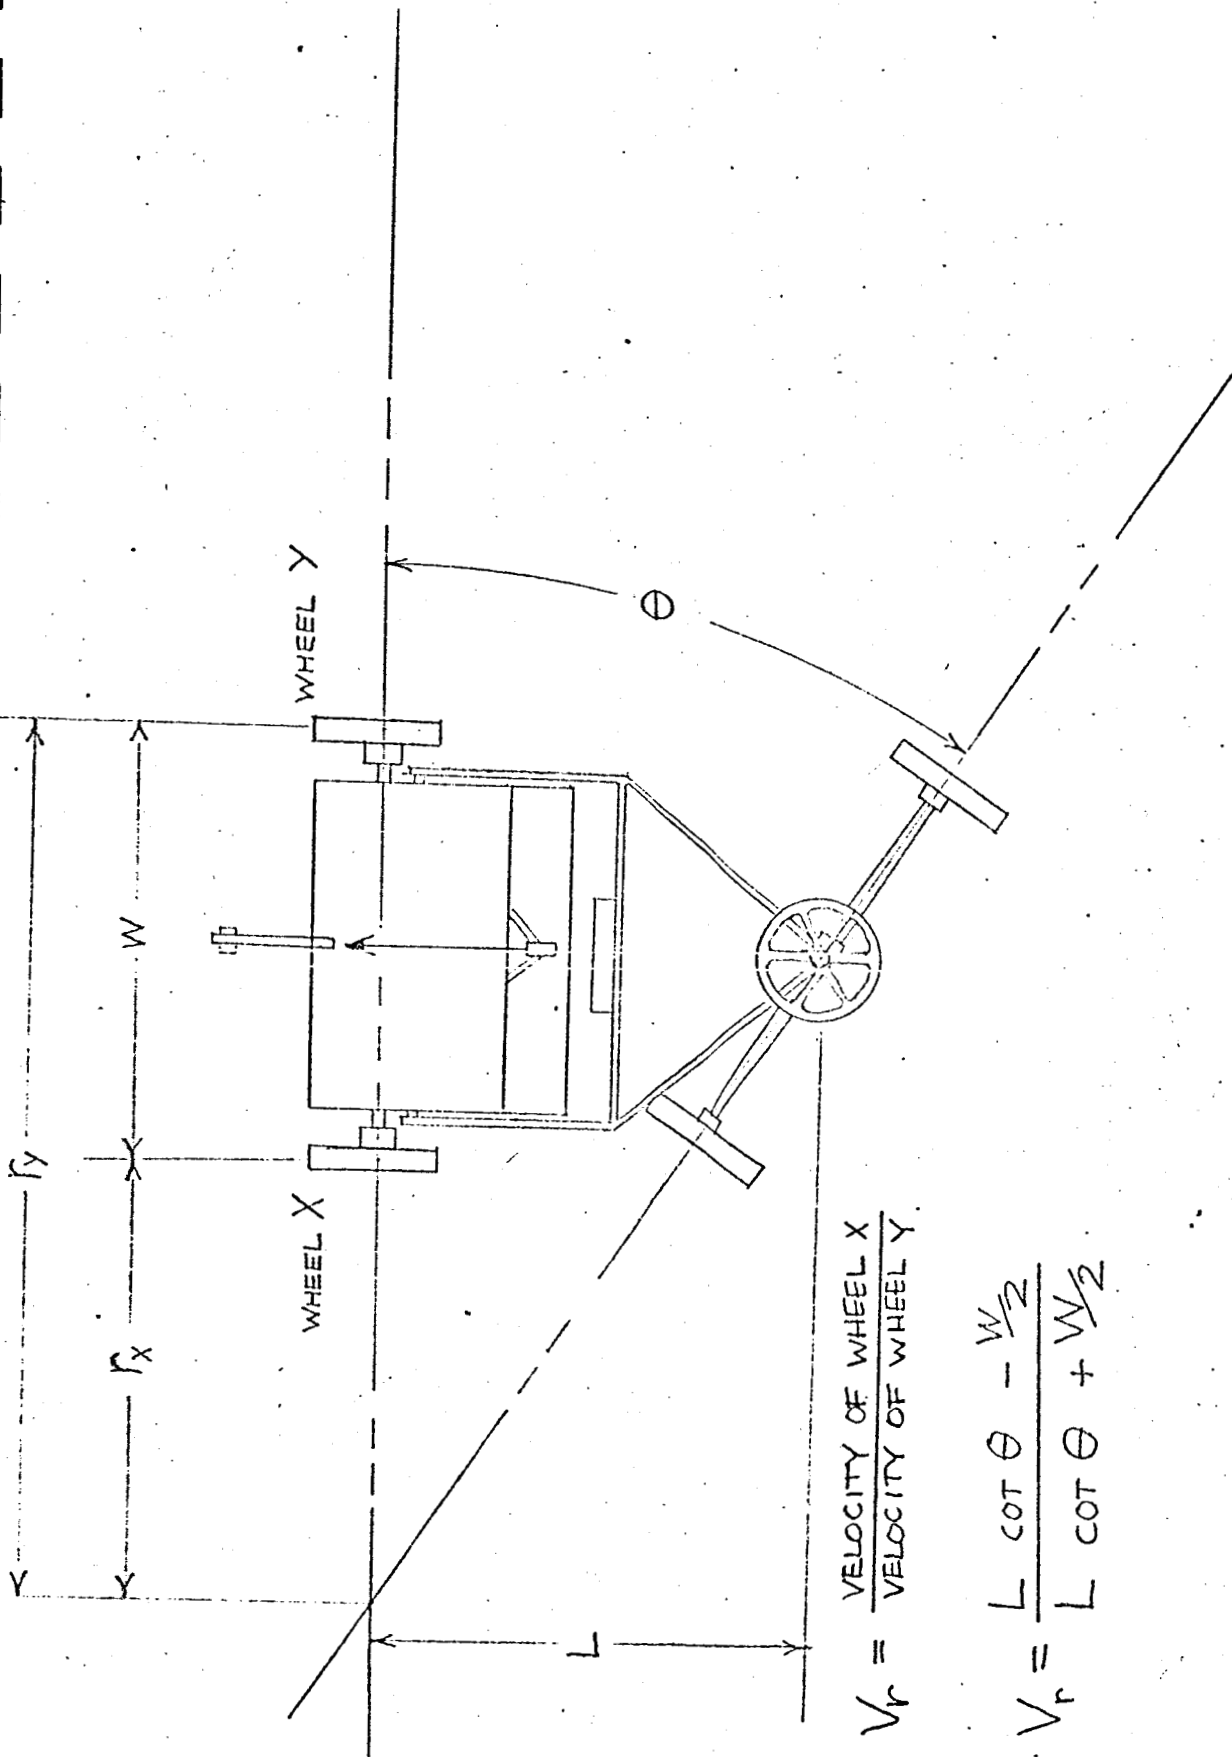 r_y
W
r_x
WHEEL Y
WHEEL X
θ
L
V_r = VELOCITY OF WHEEL X / VELOCITY OF WHEEL Y
V_r = L COT θ - W/2 / L COT θ + W/2